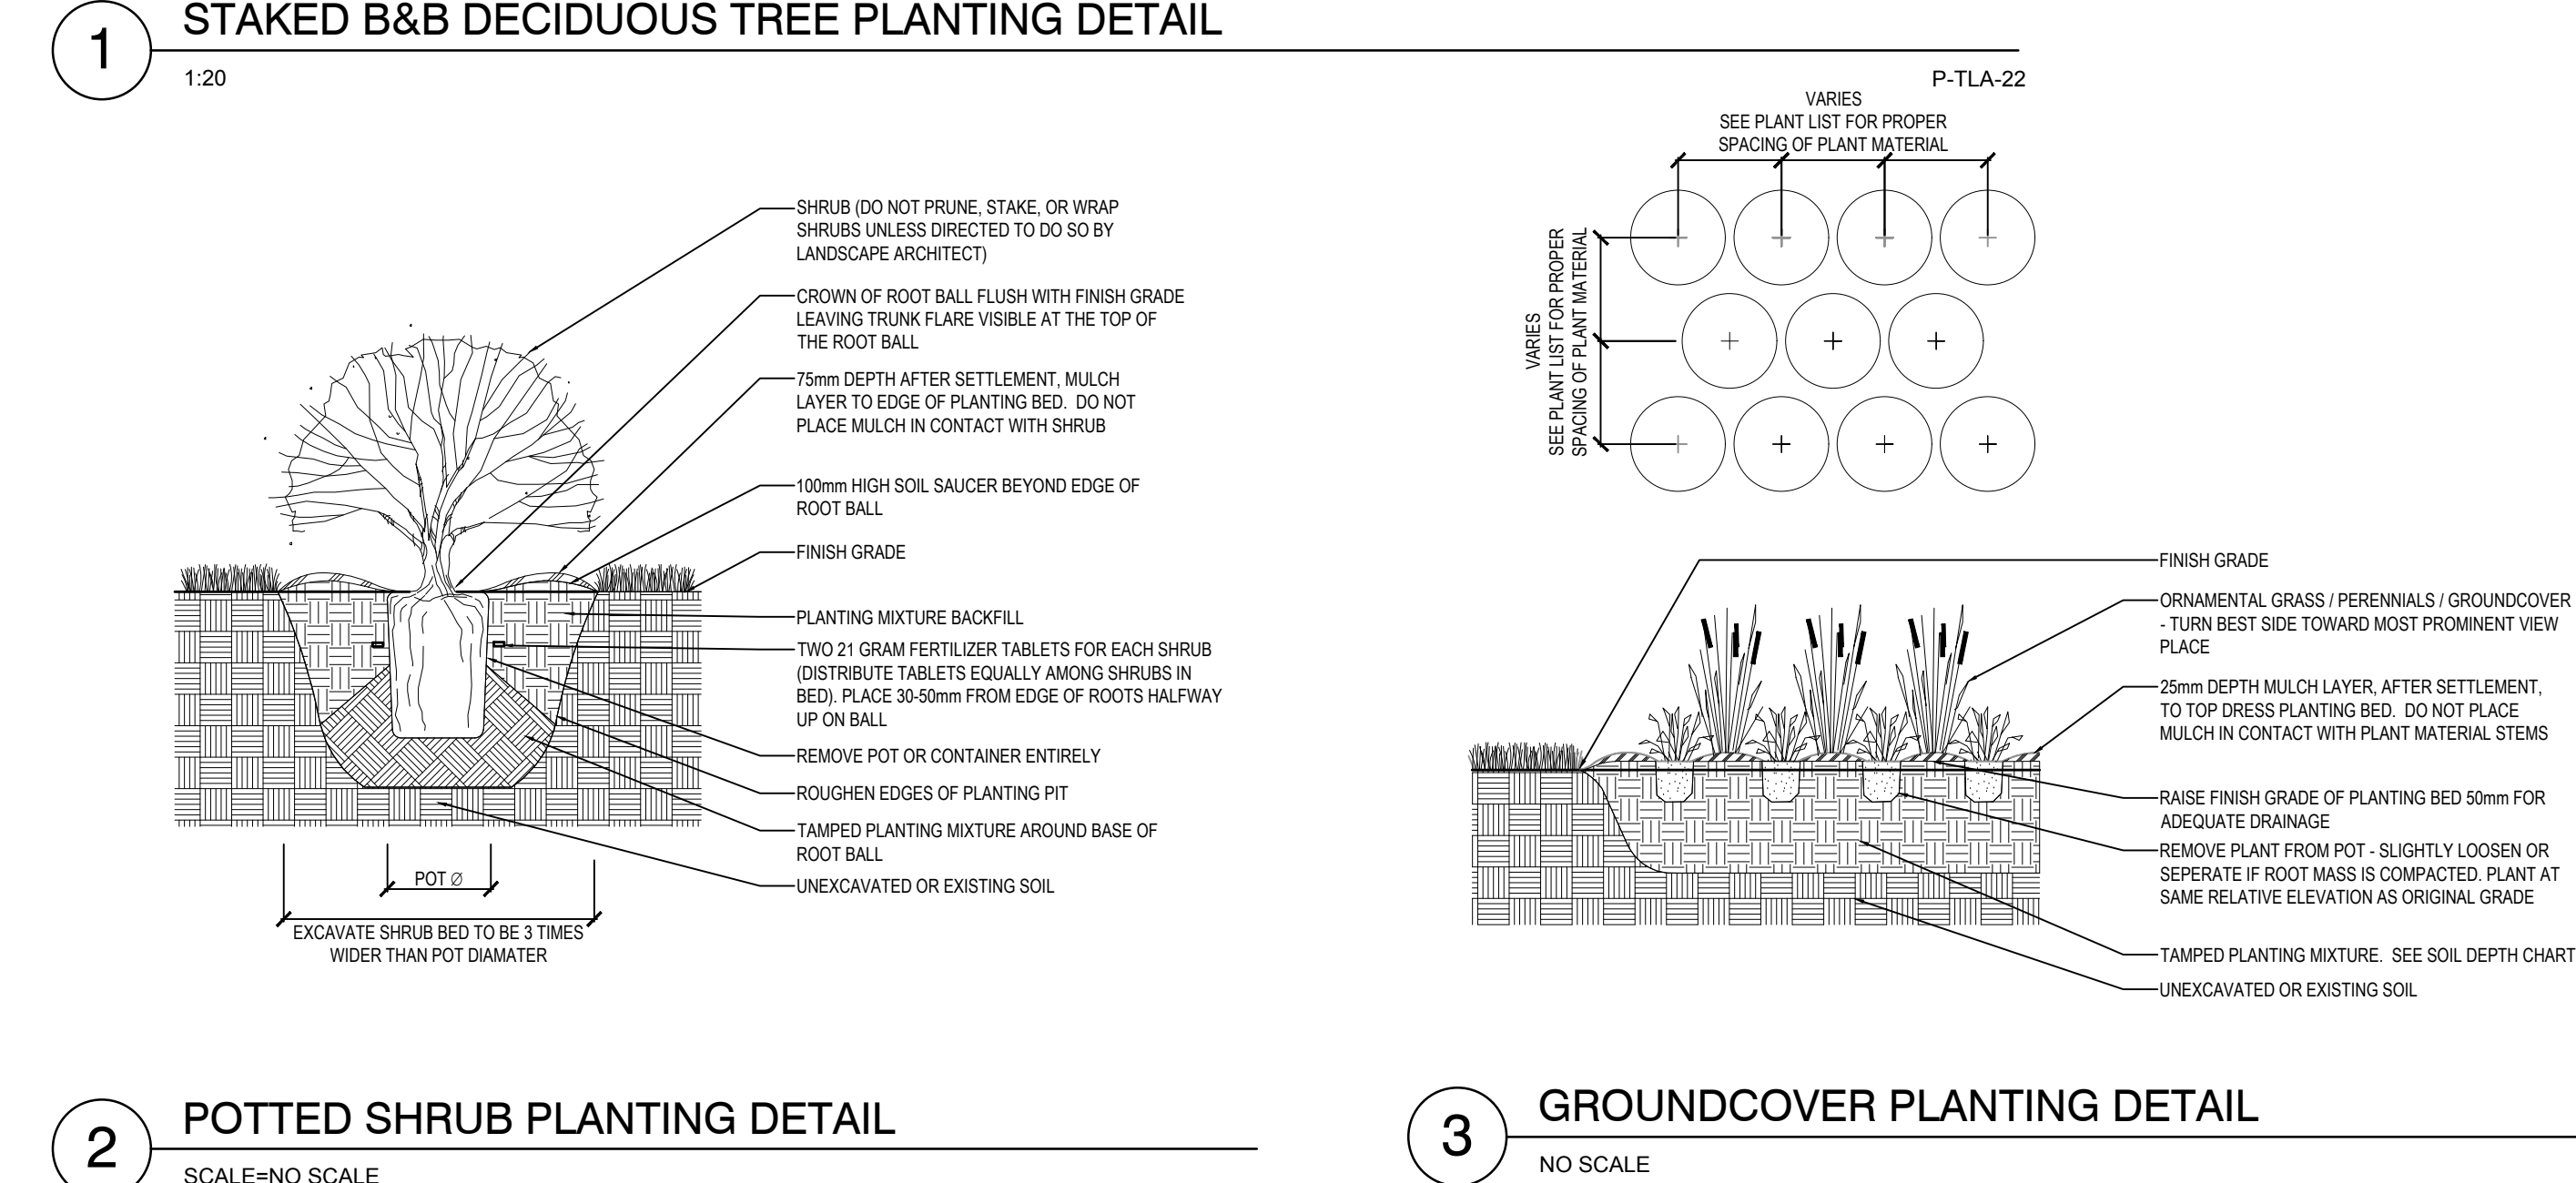 1
STAKED B&B DECIDUOUS TREE PLANTING DETAIL
1:20
P-TLA-22
SHRUB (DO NOT PRUNE, STAKE, OR WRAP
SHRUBS UNLESS DIRECTED TO DO SO BY
LANDSCAPE ARCHITECT)
CROWN OF ROOT BALL FLUSH WITH FINISH GRADE
LEAVING TRUNK FLARE VISIBLE AT THE TOP OF
THE ROOT BALL
75mm DEPTH AFTER SETTLEMENT, MULCH
LAYER TO EDGE OF PLANTING BED. DO NOT
PLACE MULCH IN CONTACT WITH SHRUB
100mm HIGH SOIL SAUCER BEYOND EDGE OF
ROOT BALL
FINISH GRADE
PLANTING MIXTURE BACKFILL
TWO 21 GRAM FERTILIZER TABLETS FOR EACH SHRUB
(DISTRIBUTE TABLETS EQUALLY AMONG SHRUBS IN
BED). PLACE 30-50mm FROM EDGE OF ROOTS HALFWAY
UP ON BALL
REMOVE POT OR CONTAINER ENTIRELY
ROUGHEN EDGES OF PLANTING PIT
TAMPED PLANTING MIXTURE AROUND BASE OF
ROOT BALL
UNEXCAVATED OR EXISTING SOIL
POT Ø
EXCAVATE SHRUB BED TO BE 3 TIMES
WIDER THAN POT DIAMATER
2
POTTED SHRUB PLANTING DETAIL
SCALE=NO SCALE
VARIES
SEE PLANT LIST FOR PROPER
SPACING OF PLANT MATERIAL
VARIES
SEE PLANT LIST FOR PROPER
SPACING OF PLANT MATERIAL
FINISH GRADE
ORNAMENTAL GRASS / PERENNIALS / GROUNDCOVER
- TURN BEST SIDE TOWARD MOST PROMINENT VIEW
PLACE
25mm DEPTH MULCH LAYER, AFTER SETTLEMENT,
TO TOP DRESS PLANTING BED. DO NOT PLACE
MULCH IN CONTACT WITH PLANT MATERIAL STEMS
RAISE FINISH GRADE OF PLANTING BED 50mm FOR
ADEQUATE DRAINAGE
REMOVE PLANT FROM POT - SLIGHTLY LOOSEN OR
SEPERATE IF ROOT MASS IS COMPACTED. PLANT AT
SAME RELATIVE ELEVATION AS ORIGINAL GRADE
TAMPED PLANTING MIXTURE. SEE SOIL DEPTH CHART
UNEXCAVATED OR EXISTING SOIL
3
GROUNDCOVER PLANTING DETAIL
NO SCALE